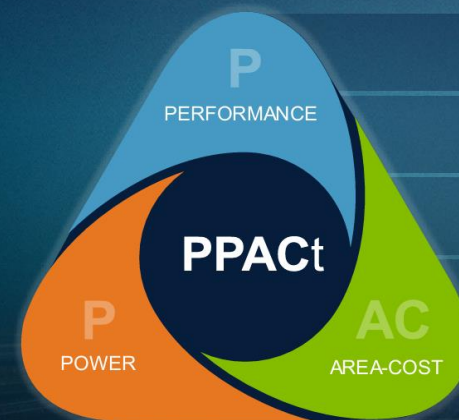 P
PERFORMANCE
PPACt
P
POWER
AC
AREA-COST